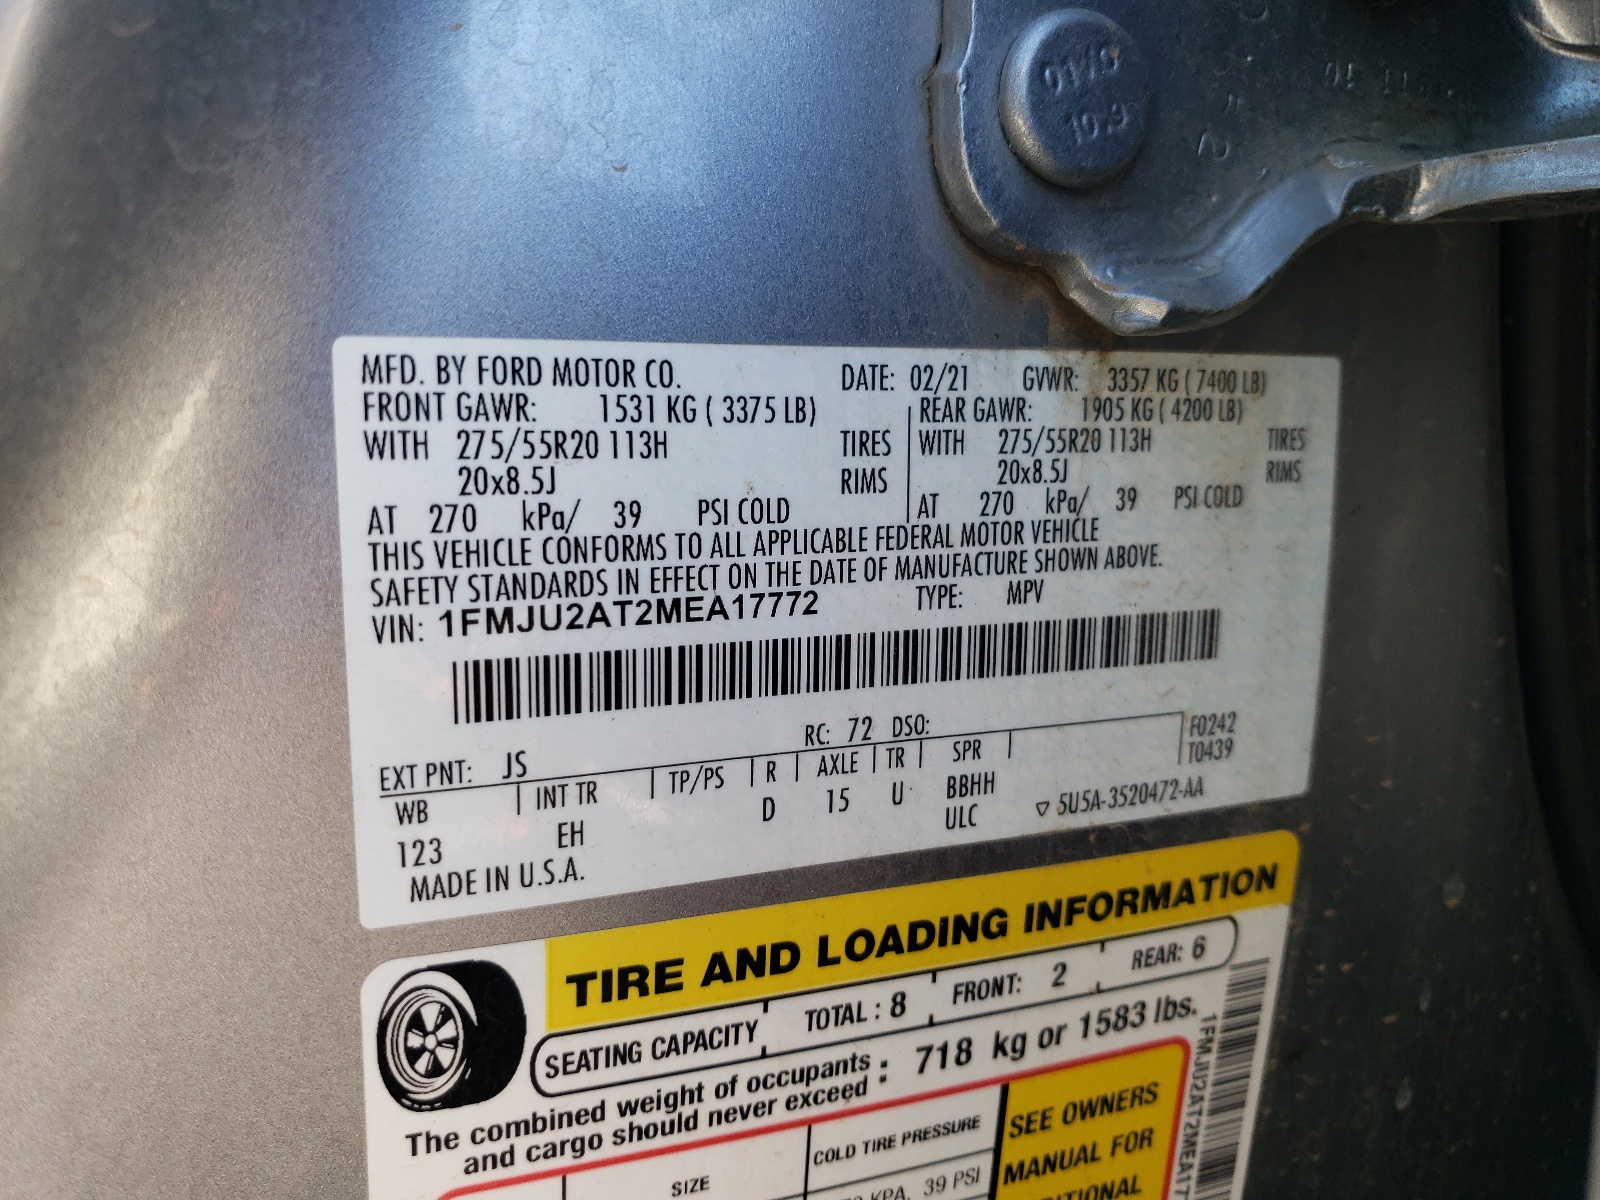 10.9
MFD. BY FORD MOTOR CO. DATE: 02/21 GVWR: 3357 KG ( 7400 LB)
FRONT GAWR: 1531 KG ( 3375 LB) REAR GAWR: 1905 KG ( 4200 LB)
WITH 275/55R20 113H TIRES WITH 275/55R20 113H TIRES
20x8.5J RIMS 20x8.5J RIMS
AT 270 kPa/ 39 PSI COLD AT 270 kPa/ 39 PSI COLD
THIS VEHICLE CONFORMS TO ALL APPLICABLE FEDERAL MOTOR VEHICLE
SAFETY STANDARDS IN EFFECT ON THE DATE OF MANUFACTURE SHOWN ABOVE.
VIN: 1FMJU2AT2MEA17772 TYPE: MPV
EXT PNT: JS RC: 72 DSO: F0242
WB INT TR TP/PS R AXLE TR SPR T0439
123 EH D 15 U BBHH
ULC 5U5A-3520472-AA
MADE IN U.S.A.
TIRE AND LOADING INFORMATION
SEATING CAPACITY TOTAL : 8 FRONT: 2 REAR: 6
The combined weight of occupants
and cargo should never exceed : 718 kg or 1583 lbs.
SIZE COLD TIRE PRESSURE SEE OWNERS
KPA, 39 PSI MANUAL FOR
1FMJU2AT2MEA17